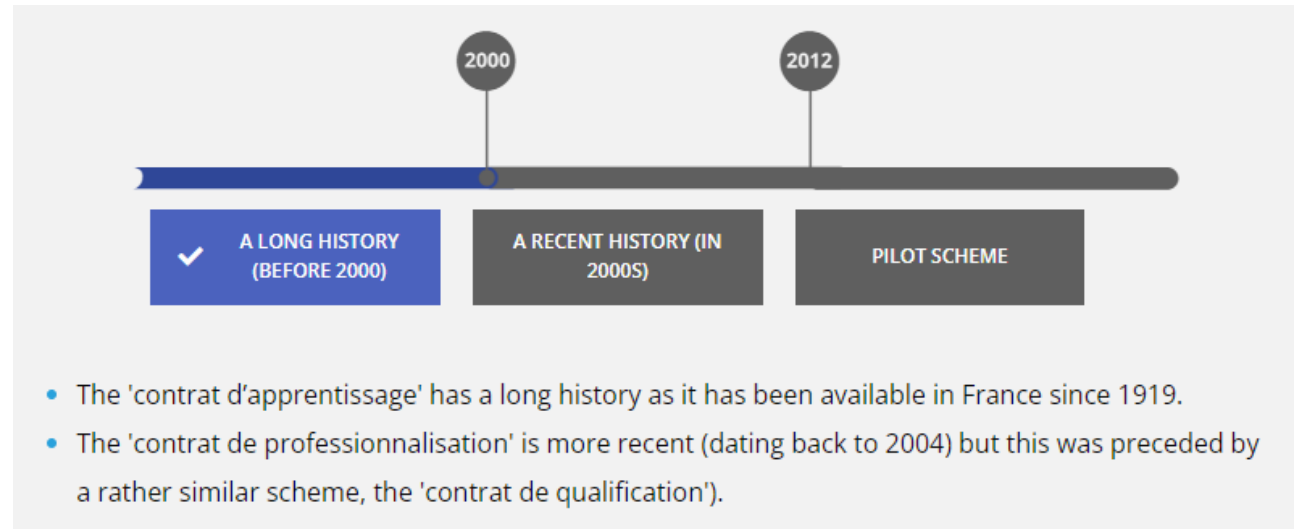 2000
2012
A LONG HISTORY
(BEFORE 2000)
A RECENT HISTORY (IN
2000S)
PILOT SCHEME
• The 'contrat d’apprentissage' has a long history as it has been available in France since 1919.
• The 'contrat de professionnalisation' is more recent (dating back to 2004) but this was preceded by
a rather similar scheme, the 'contrat de qualification').